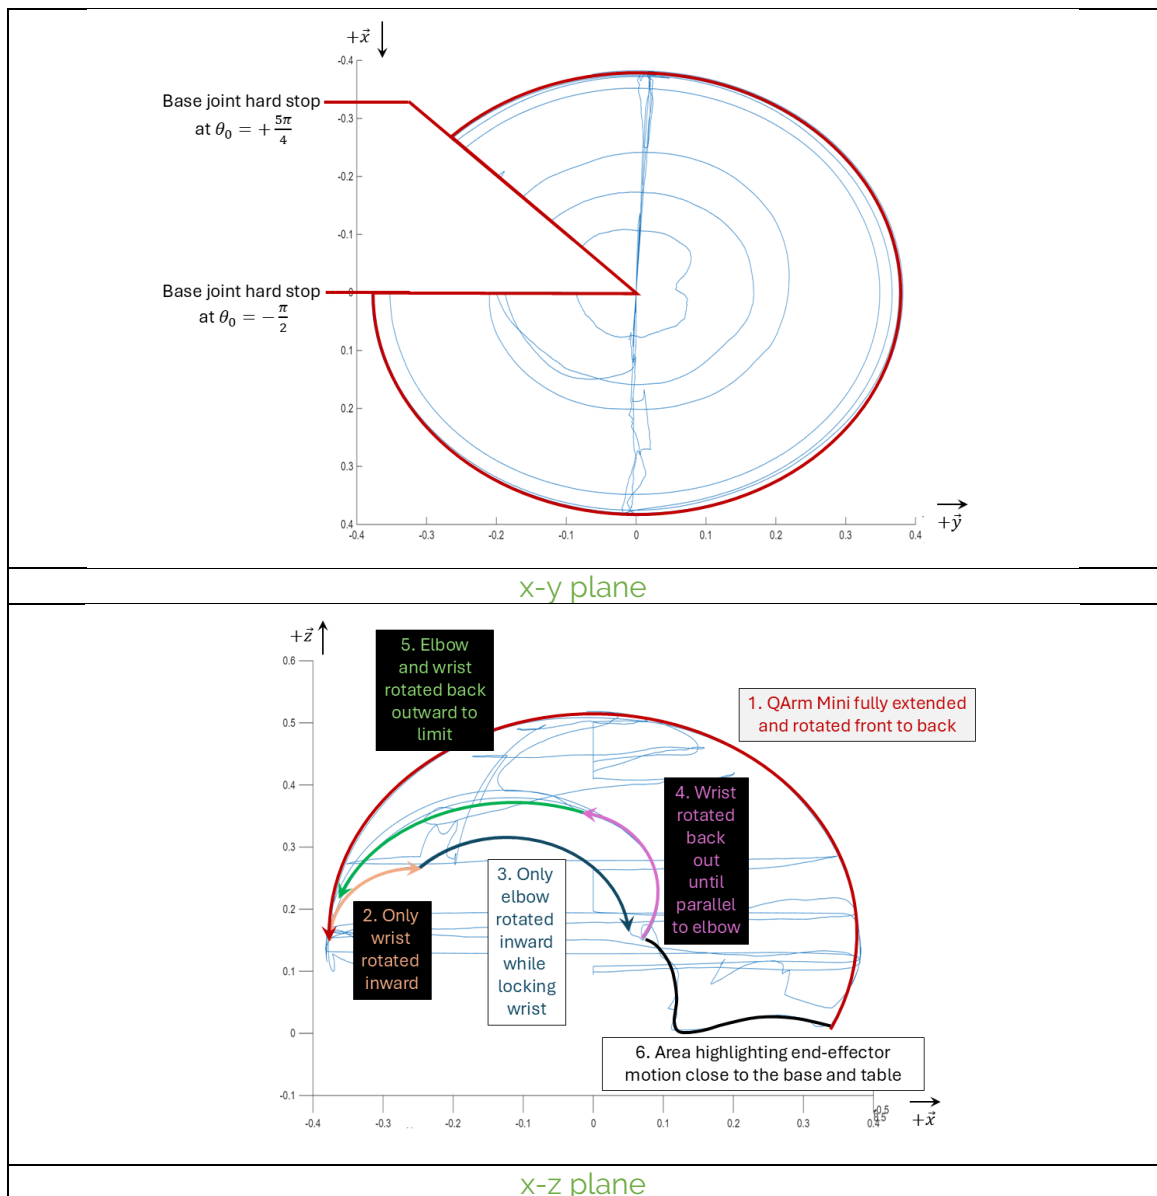 +x⃗
-0.4
Base joint hard stop
at θ₀ = +5π/4
-0.3
-0.2
-0.1
Base joint hard stop
0
at θ₀ = −π/2
0.1
0.2
0.3
0.4
-0.4 -0.3 -0.2 -0.1 0 0.1 0.2 0.3 0.4
+y⃗
x-y plane
+z⃗
0.6
0.5
0.4
0.3
0.2
0.1
0
-0.1
5. Elbow
and wrist
rotated back
outward to
limit
1. QArm Mini fully extended
and rotated front to back
4. Wrist
rotated
back
out
until
parallel
to elbow
3. Only
elbow
rotated
inward
while
locking
wrist
2. Only
wrist
rotated
inward
6. Area highlighting end-effector
motion close to the base and table
-0.4 -0.3 -0.2 -0.1 0 0.1 0.2 0.3 0.4
+x⃗
x-z plane